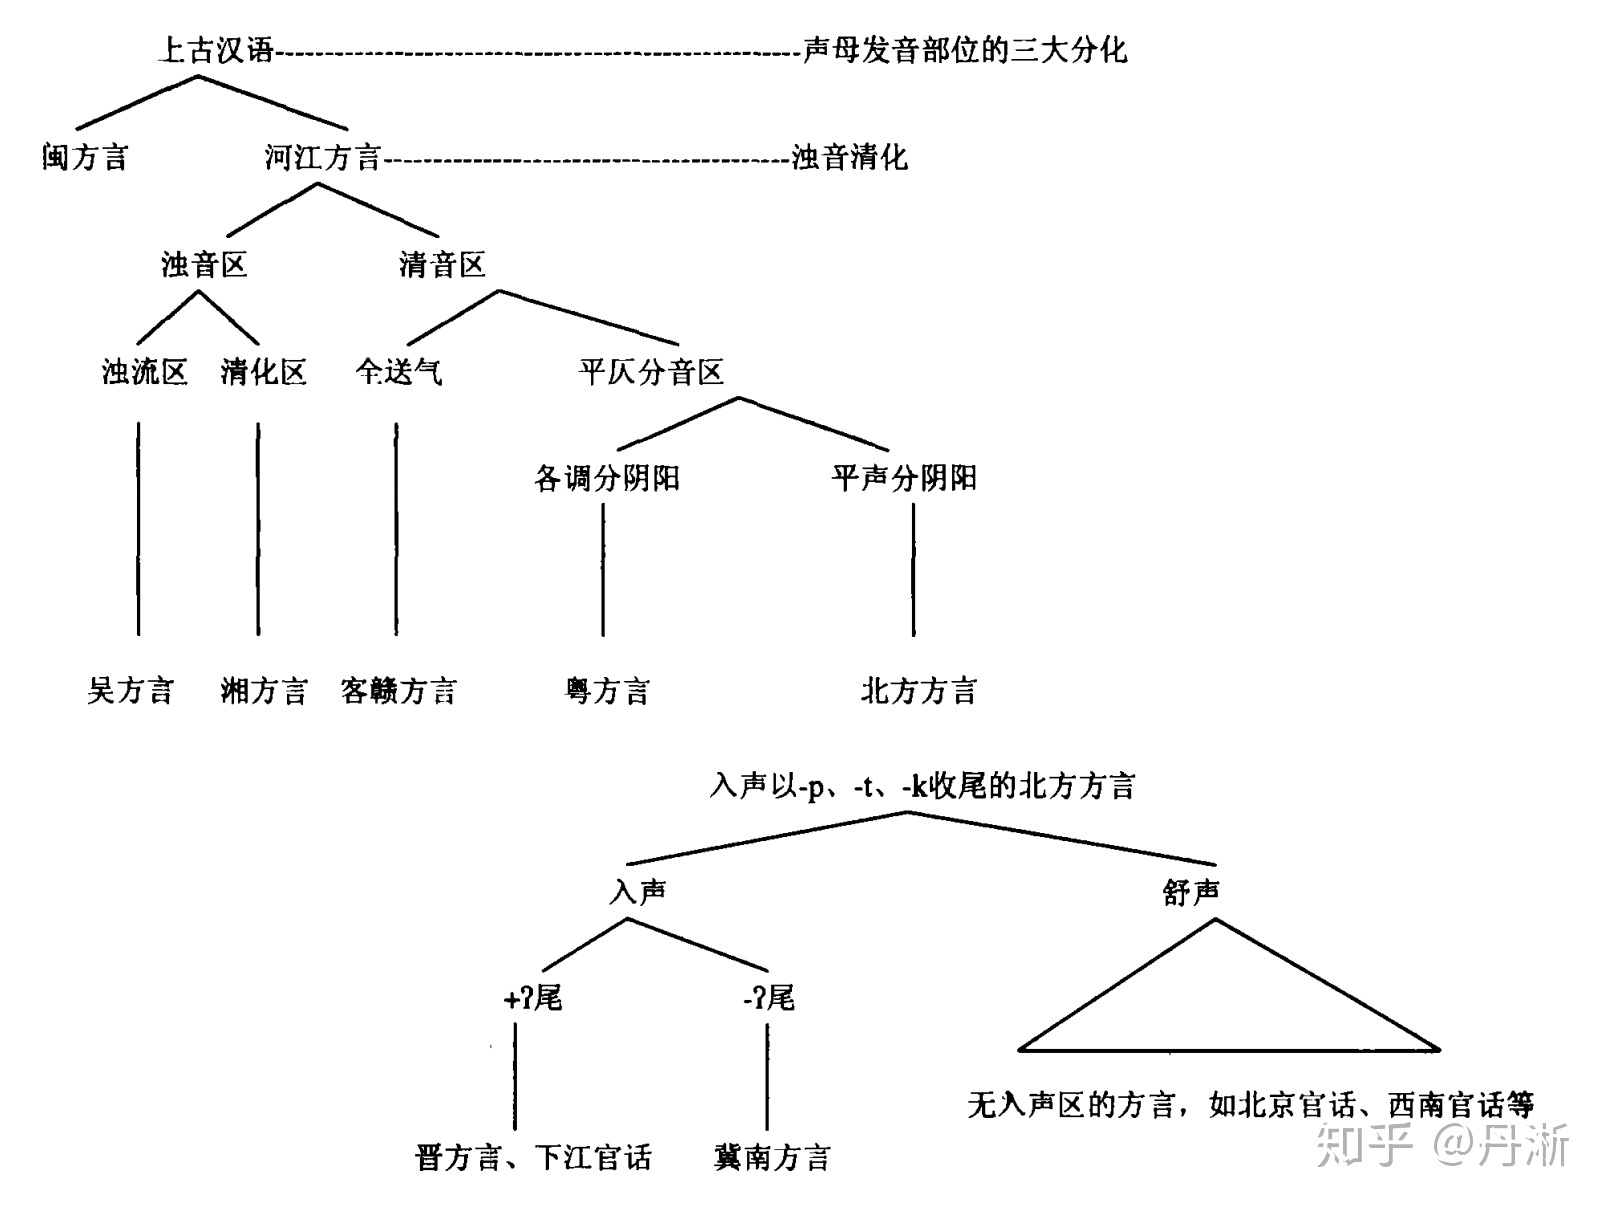 上古汉语 声母发音部位的三大分化
闽方言 河江方言 浊音清化
浊音区 清音区
浊流区 清化区 全送气 平仄分音区
各调分阴阳 平声分阴阳
吴方言 湘方言 客赣方言 粤方言 北方方言
入声以-p、-t、-k收尾的北方方言
入声 舒声
+ʔ尾 -ʔ尾
无入声区的方言，如北京官话、西南官话等
晋方言、下江官话 冀南方言
知乎 @丹淅